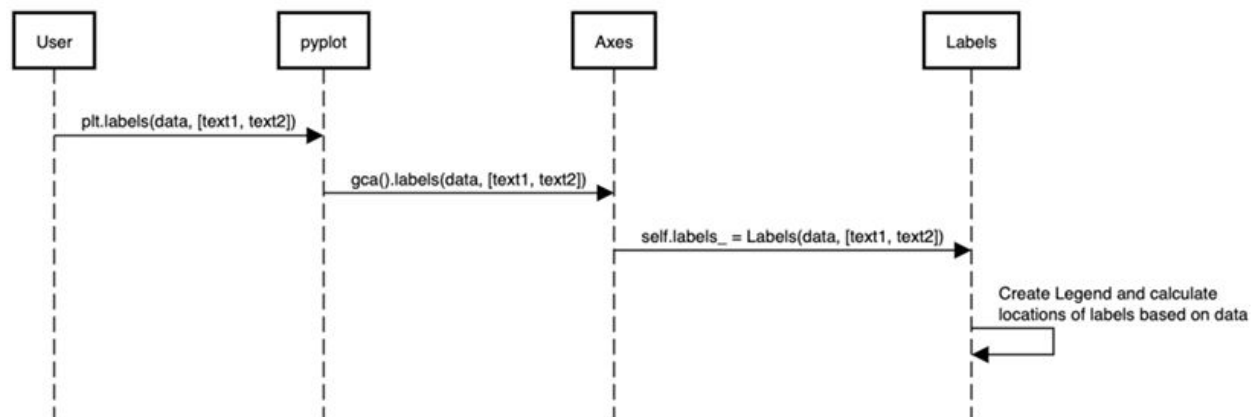 User
pyplot
Axes
Labels
plt.labels(data, [text1, text2])
gca().labels(data, [text1, text2])
self.labels_ = Labels(data, [text1, text2])
Create Legend and calculate
locations of labels based on data